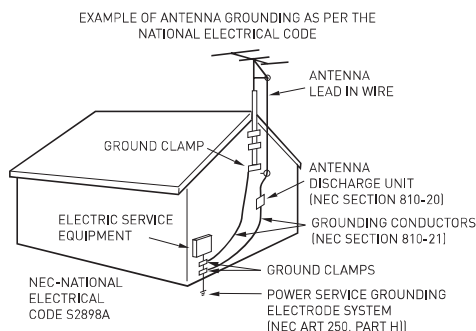 EXAMPLE OF ANTENNA GROUNDING AS PER THE
NATIONAL ELECTRICAL CODE
ANTENNA
LEAD IN WIRE
GROUND CLAMP
ANTENNA
DISCHARGE UNIT
(NEC SECTION 810-20)
ELECTRIC SERVICE
EQUIPMENT
GROUNDING CONDUCTORS
(NEC SECTION 810-21)
GROUND CLAMPS
NEC-NATIONAL
ELECTRICAL
CODE S2898A
POWER SERVICE GROUNDING
ELECTRODE SYSTEM
(NEC ART 250, PART H)